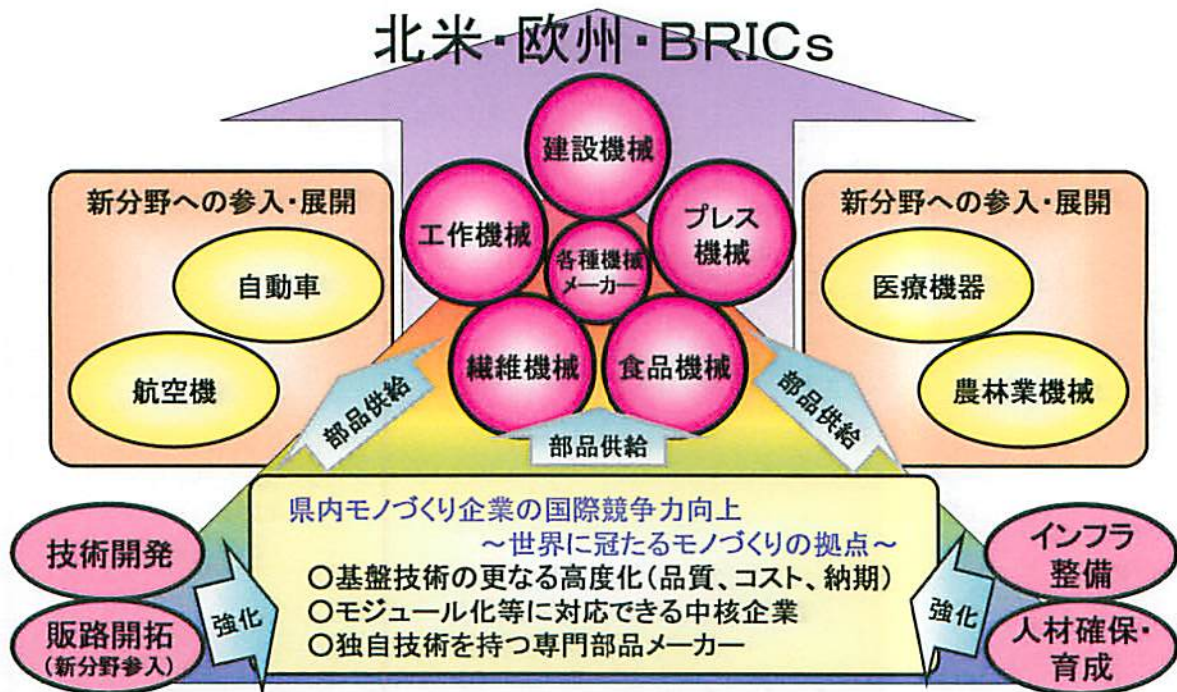 北米・欧州・BRICs
建設機械
工作機械
プレス
機械
各種機械
メーカー
繊維機械
食品機械
新分野への参入・展開
自動車
航空機
新分野への参入・展開
医療機器
農林業機械
部品供給
部品供給
部品供給
県内モノづくり企業の国際競争力向上
～世界に冠たるモノづくりの拠点～
○基盤技術の更なる高度化(品質、コスト、納期)
○モジュール化等に対応できる中核企業
○独自技術を持つ専門部品メーカー
技術開発
販路開拓
(新分野参入)
強化
強化
インフラ
整備
人材確保・
育成